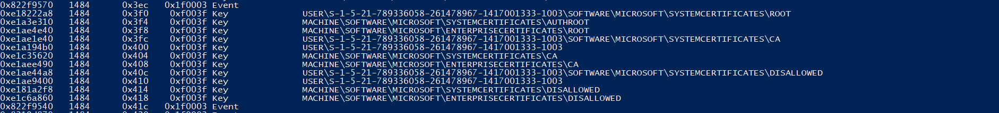 0x822f9570 1484 0x3ec 0x1f0003 Event
0xe18222a8 1484 0x3f0 0xf003f Key USER\S-1-5-21-789336058-261478967-1417001333-1003\SOFTWARE\MICROSOFT\SYSTEMCERTIFICATES\ROOT
0xe1a3e310 1484 0x3f4 0xf003f Key MACHINE\SOFTWARE\MICROSOFT\SYSTEMCERTIFICATES\AUTHROOT
0xe1ae4e40 1484 0x3f8 0xf003f Key MACHINE\SOFTWARE\MICROSOFT\ENTERPRISECERTIFICATES\ROOT
0xe1ae1e40 1484 0x3fc 0xf003f Key USER\S-1-5-21-789336058-261478967-1417001333-1003\SOFTWARE\MICROSOFT\SYSTEMCERTIFICATES\CA
0xe1a194b0 1484 0x400 0xf003f Key USER\S-1-5-21-789336058-261478967-1417001333-1003
0xe1c35620 1484 0x404 0xf003f Key MACHINE\SOFTWARE\MICROSOFT\SYSTEMCERTIFICATES\CA
0xe1aee490 1484 0x408 0xf003f Key MACHINE\SOFTWARE\MICROSOFT\ENTERPRISECERTIFICATES\CA
0xe1ae44a8 1484 0x40c 0xf003f Key USER\S-1-5-21-789336058-261478967-1417001333-1003\SOFTWARE\MICROSOFT\SYSTEMCERTIFICATES\DISALLOWED
0xe1ae9400 1484 0x410 0xf003f Key USER\S-1-5-21-789336058-261478967-1417001333-1003
0xe181a2f8 1484 0x414 0xf003f Key MACHINE\SOFTWARE\MICROSOFT\SYSTEMCERTIFICATES\DISALLOWED
0xe1c6a860 1484 0x418 0xf003f Key MACHINE\SOFTWARE\MICROSOFT\ENTERPRISECERTIFICATES\DISALLOWED
0x822f9540 1484 0x41c 0x1f0003 Event